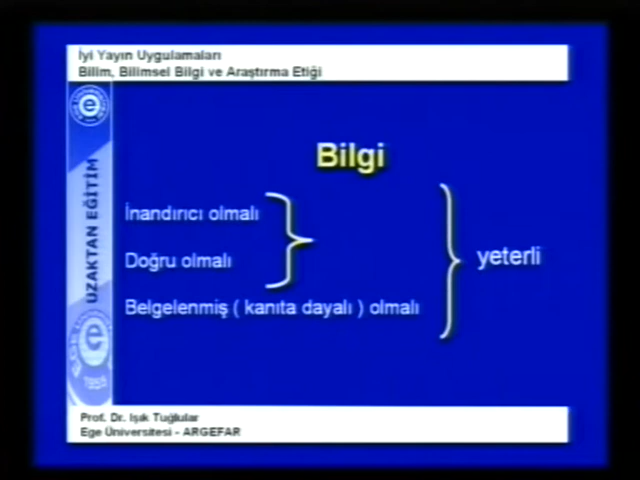 İyi Yayın Uygulamaları
Bilim, Bilimsel Bilgi ve Araştırma Etiği
UZAKTAN EĞİTİM
Bilgi
İnandırıcı olmalı
Doğru olmalı
Belgelenmiş ( kanıta dayalı ) olmalı
yeterli
1955
Prof. Dr. Işık Tuğlular
Ege Üniversitesi - ARGEFAR